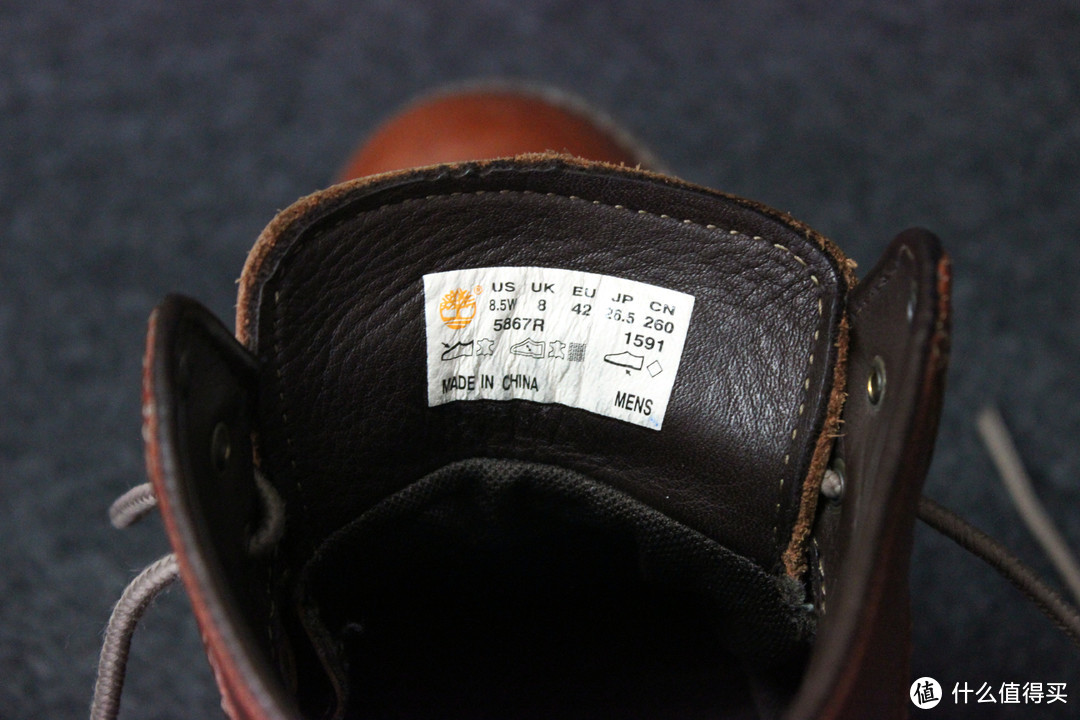 US UK EU JP CN
8.5W 8 42 26.5 260
5867R 1591
MADE IN CHINA MENS
值 什么值得买